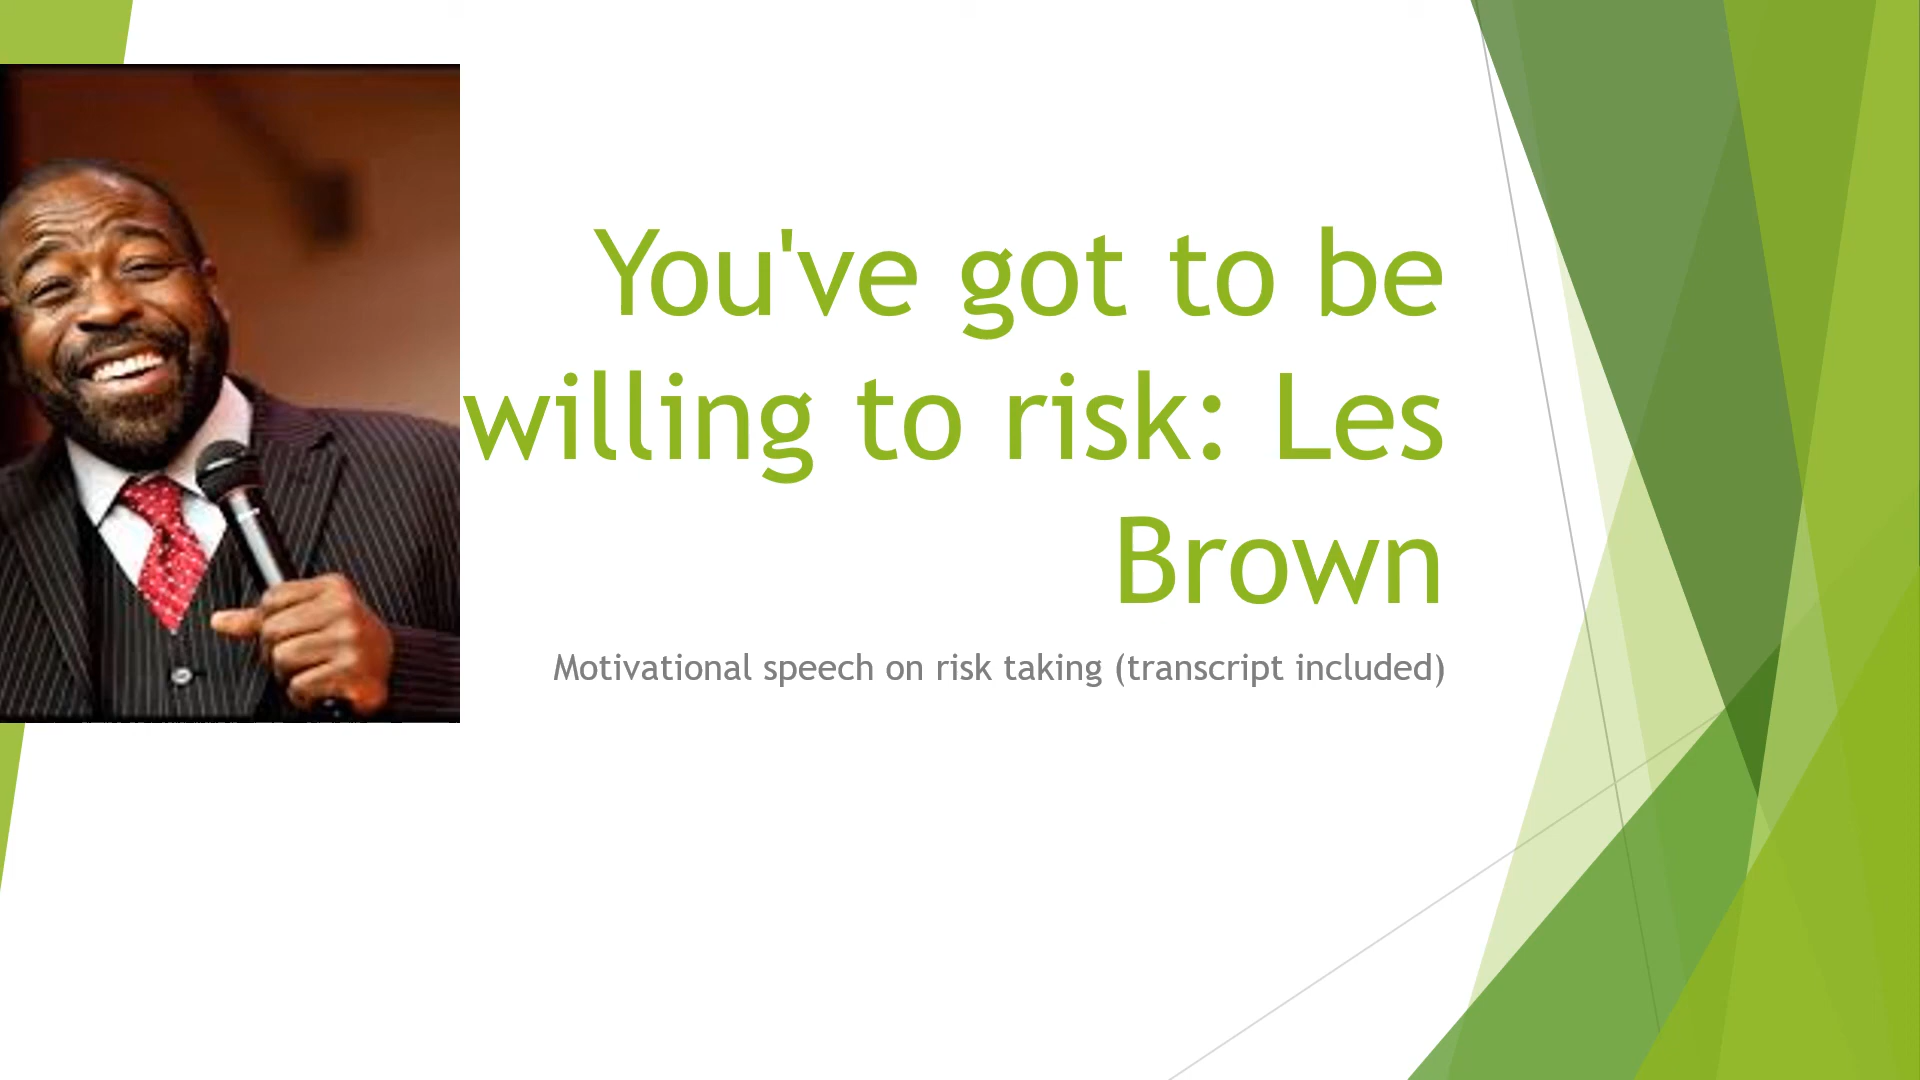 You've got to be
willing to risk: Les
Brown
Motivational speech on risk taking (transcript included)